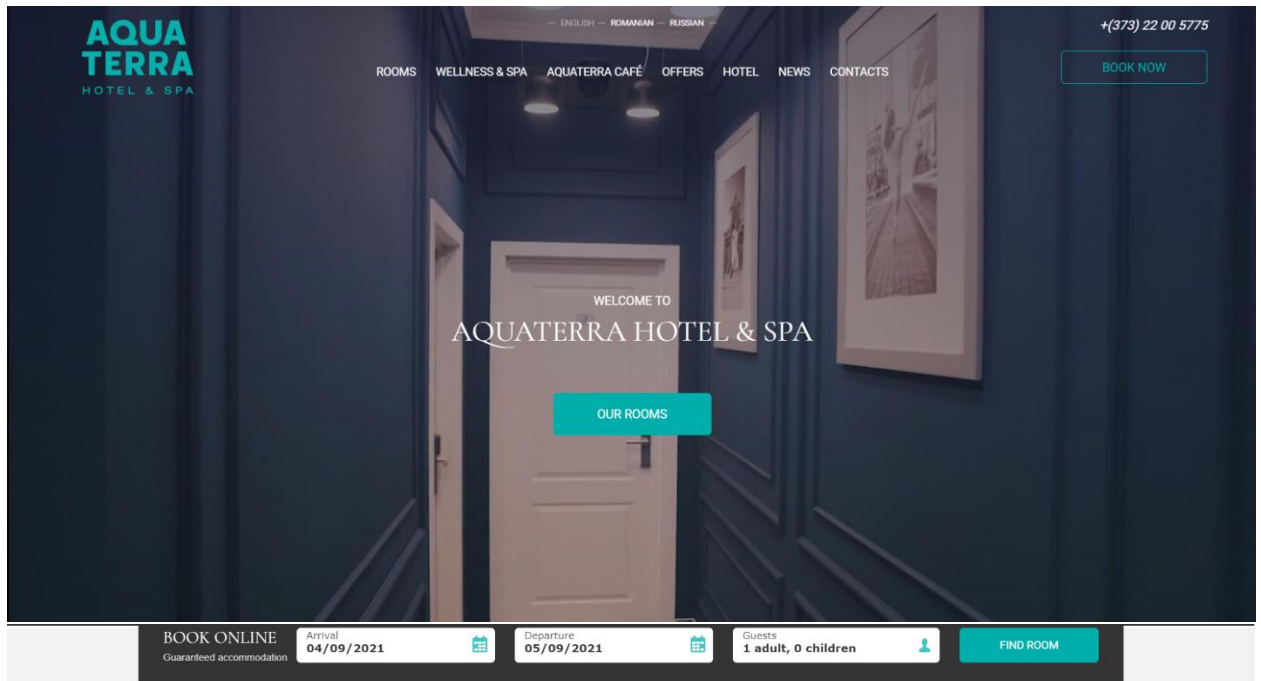 AQUA
TERRA
HOTEL & SPA
— ENGLISH — ROMANIAN — RUSSIAN —
+(373) 22 00 5775
ROOMS WELLNESS & SPA AQUATERRA CAFÉ OFFERS HOTEL NEWS CONTACTS
BOOK NOW
WELCOME TO
AQUATERRA HOTEL & SPA
OUR ROOMS
BOOK ONLINE
Guaranteed accommodation
Arrival
04/09/2021
Departure
05/09/2021
Guests
1 adult, 0 children
FIND ROOM